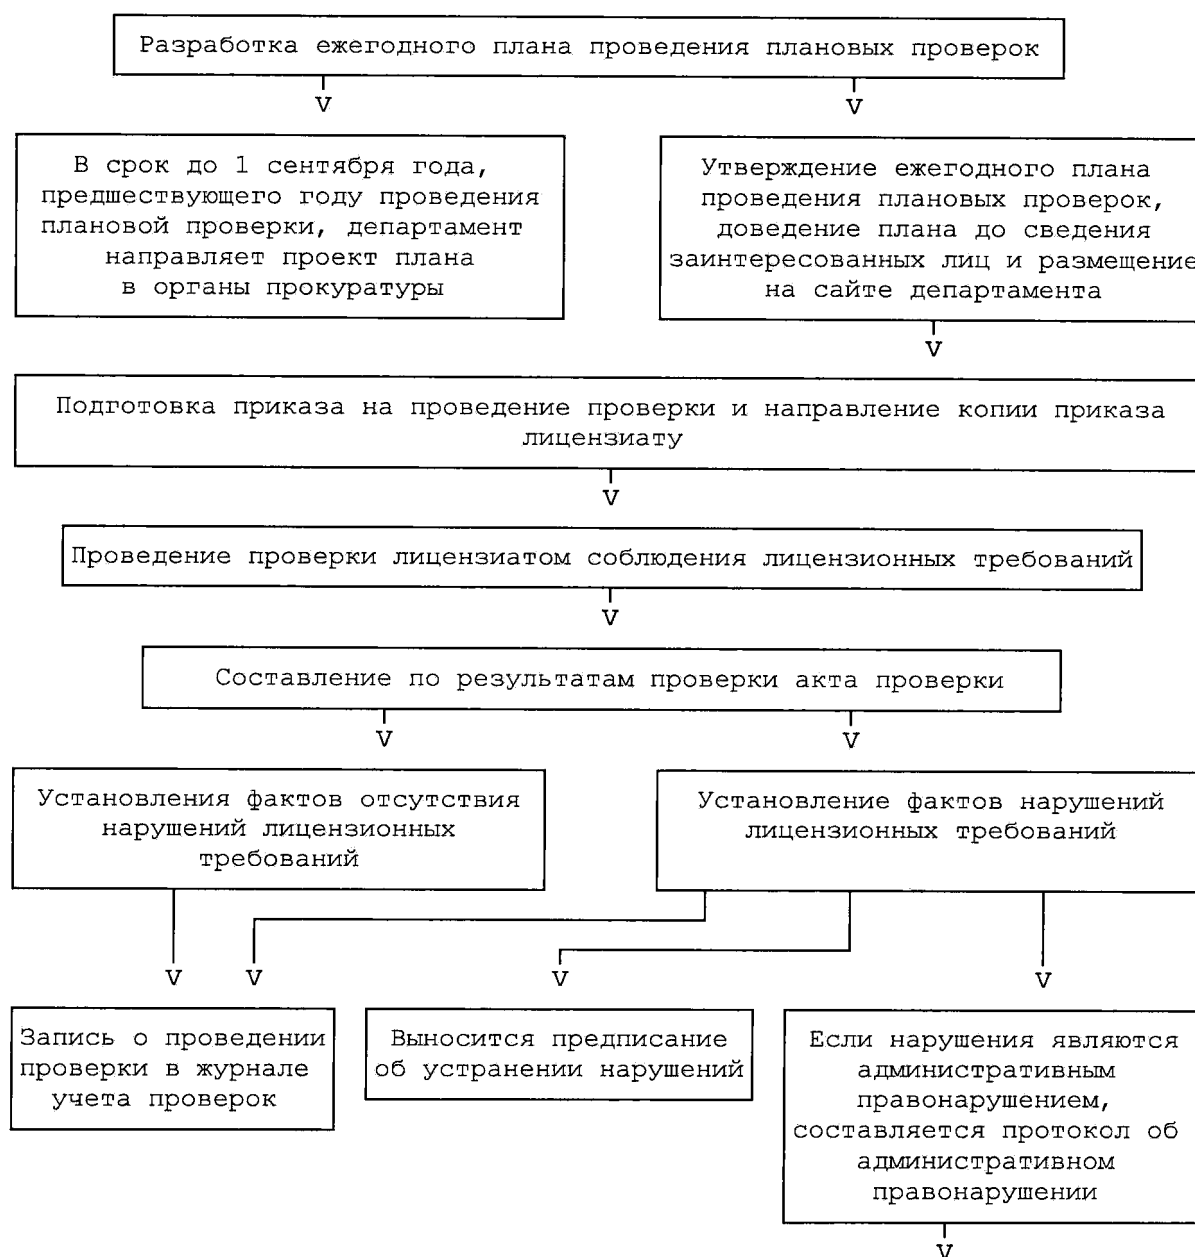 Разработка ежегодного плана проведения плановых проверок
V
V
В срок до 1 сентября года,
предшествующего году проведения
плановой проверки, департамент
направляет проект плана
в органы прокуратуры
Утверждение ежегодного плана
проведения плановых проверок,
доведение плана до сведения
заинтересованных лиц и размещение
на сайте департамента
V
Подготовка приказа на проведение проверки и направление копии приказа
лицензиату
V
Проведение проверки лицензиатом соблюдения лицензионных требований
V
Составление по результатам проверки акта проверки
V
V
Установления фактов отсутствия
нарушений лицензионных
требований
Установление фактов нарушений
лицензионных требований
V
V
V
V
Запись о проведении
проверки в журнале
учета проверок
Выносится предписание
об устранении нарушений
Если нарушения являются
административным
правонарушением,
составляется протокол об
административном
правонарушении
V